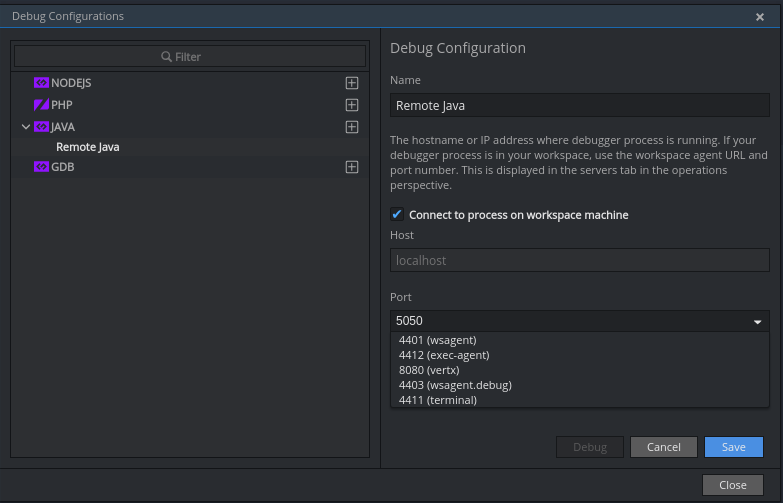 Debug Configurations
Filter
NODEJS
PHP
JAVA
Remote Java
GDB
Debug Configuration
Name
Remote Java
The hostname or IP address where debugger process is running. If your
debugger process is in your workspace, use the workspace agent URL and
port number. This is displayed in the servers tab in the operations
perspective.
Connect to process on workspace machine
Host
localhost
Port
5050
4401 (wsagent)
4412 (exec-agent)
8080 (vertx)
4403 (wsagent.debug)
4411 (terminal)
Debug Cancel Save
Close